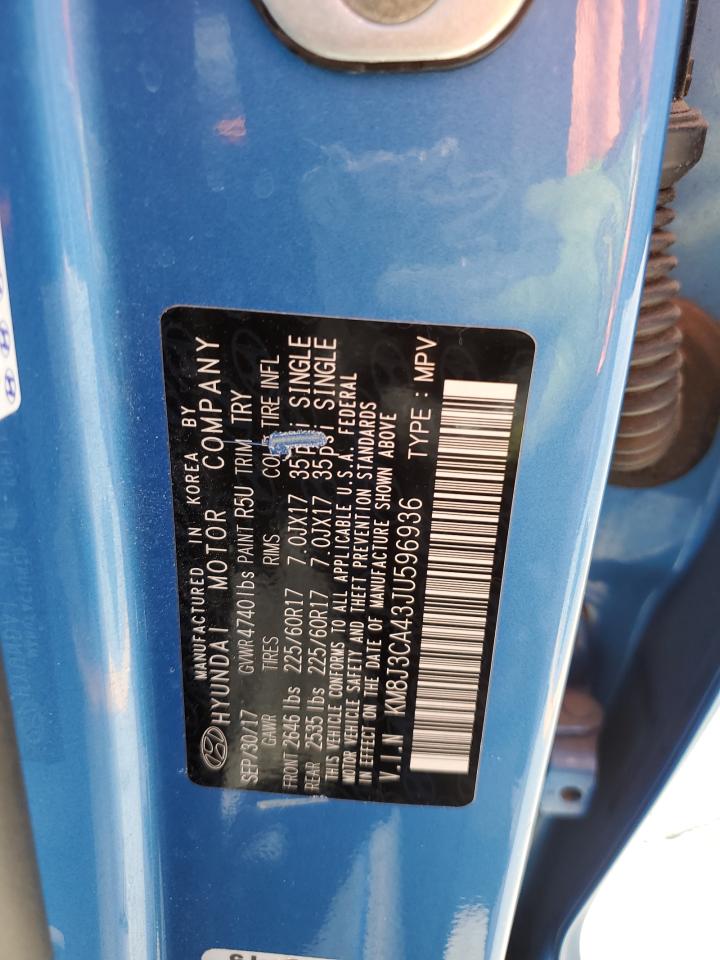 MANUFACTURED IN KOREA BY
HYUNDAI MOTOR COMPANY
SEP/30/17 GVWR 4740lbs PAINT R5U TRIM TRY
GAWR TIRES RIMS TIRE INFL
FRONT 2646 lbs 225/60R17 7.0JX17 SINGLE
REAR 2535 lbs 225/60R17 7.0JX17 SINGLE
THIS VEHICLE CONFORMS TO ALL APPLICABLE U.S.A. FEDERAL
MOTOR VEHICLE SAFETY AND THEFT PREVENTION STANDARDS
IN EFFECT ON THE DATE OF MANUFACTURE SHOWN ABOVE
V.I.N KM8J3CA43JU596936 TYPE : MPV